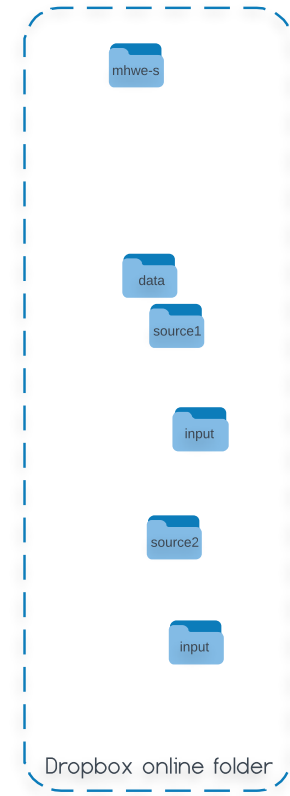 mhwe-s
data
source1
input
source2
input
Dropbox online folder